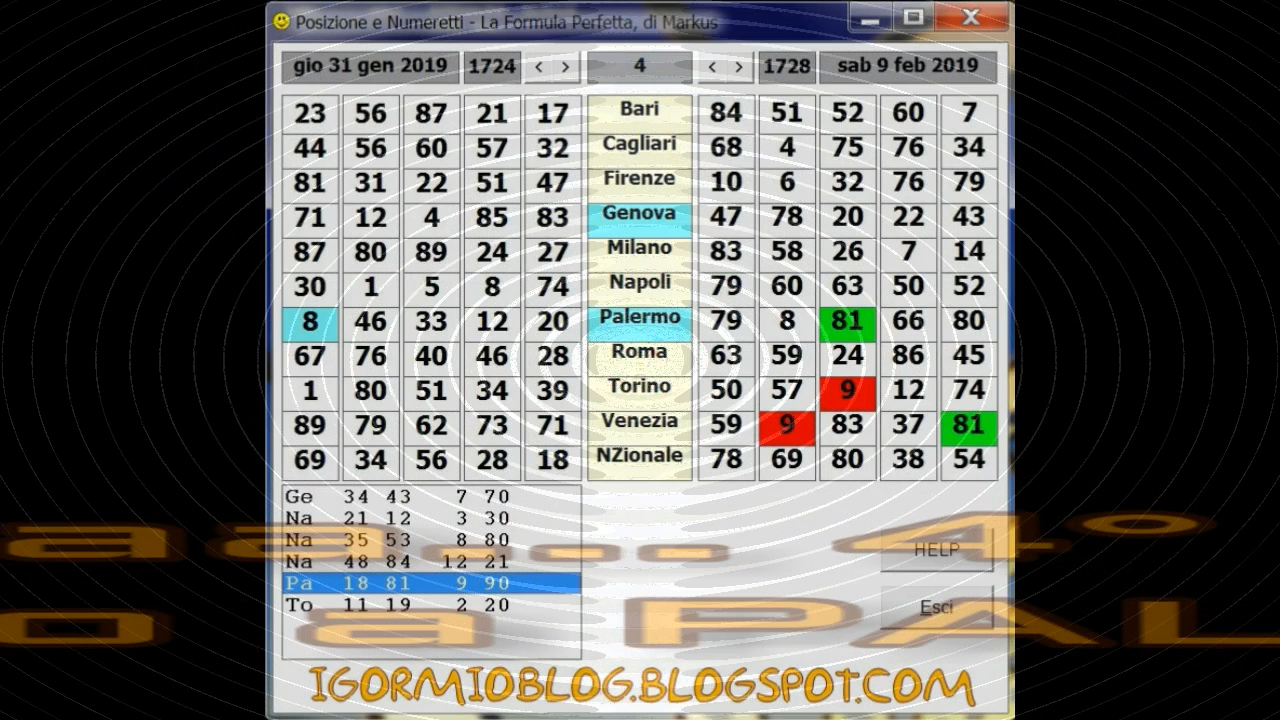 Posizione e Numeretti - La Formula Perfetta, di Markus
gio 31 gen 2019 1724 < > 4 < > 1728 sab 9 feb 2019
23 56 87 21 17 Bari 84 51 52 60 7
44 56 60 57 32 Cagliari 68 4 75 76 34
81 31 22 51 47 Firenze 10 6 32 76 79
71 12 4 85 83 Genova 47 78 20 22 43
87 80 89 24 27 Milano 83 58 26 7 14
30 1 5 8 74 Napoli 79 60 63 50 52
8 46 33 12 20 Palermo 79 8 81 66 80
67 76 40 46 28 Roma 63 59 24 86 45
1 80 51 34 39 Torino 50 57 9 12 74
89 79 62 73 71 Venezia 59 9 83 37 81
69 34 56 28 18 NZionale 78 69 80 38 54
Ge 34 43 7 70
Na 21 12 3 30
Na 35 53 8 80
Na 48 84 12 21
Pa 18 81 9 90
To 11 19 2 20
HELP
Esci
aa... 4°
o a PAL
IGORMIOBLOG.BLOGSPOT.COM